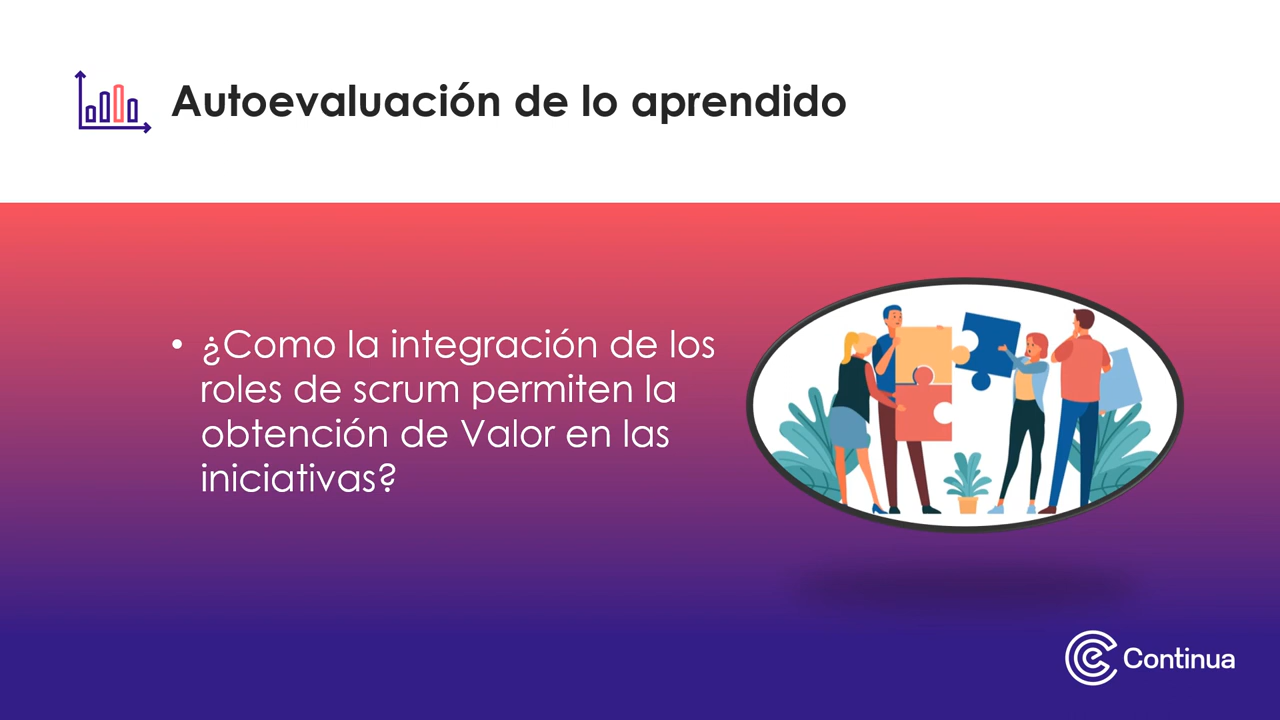 Autoevaluación de lo aprendido
• ¿Como la integración de los
roles de scrum permiten la
obtención de Valor en las
iniciativas?
Continua